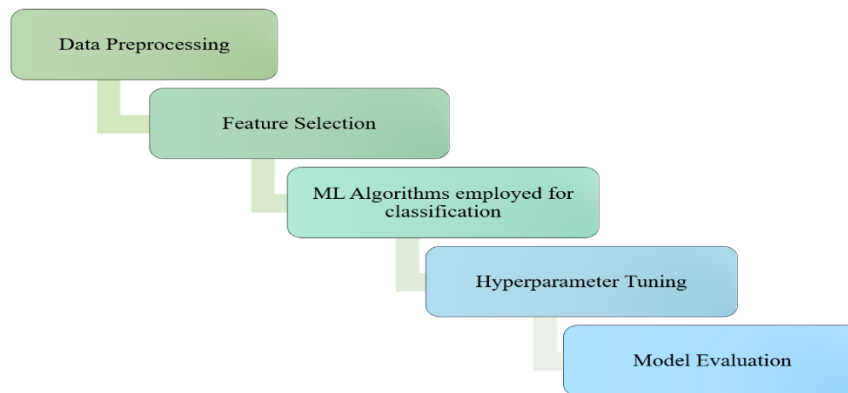 Data Preprocessing
Feature Selection
ML Algorithms employed for
classification
Hyperparameter Tuning
Model Evaluation